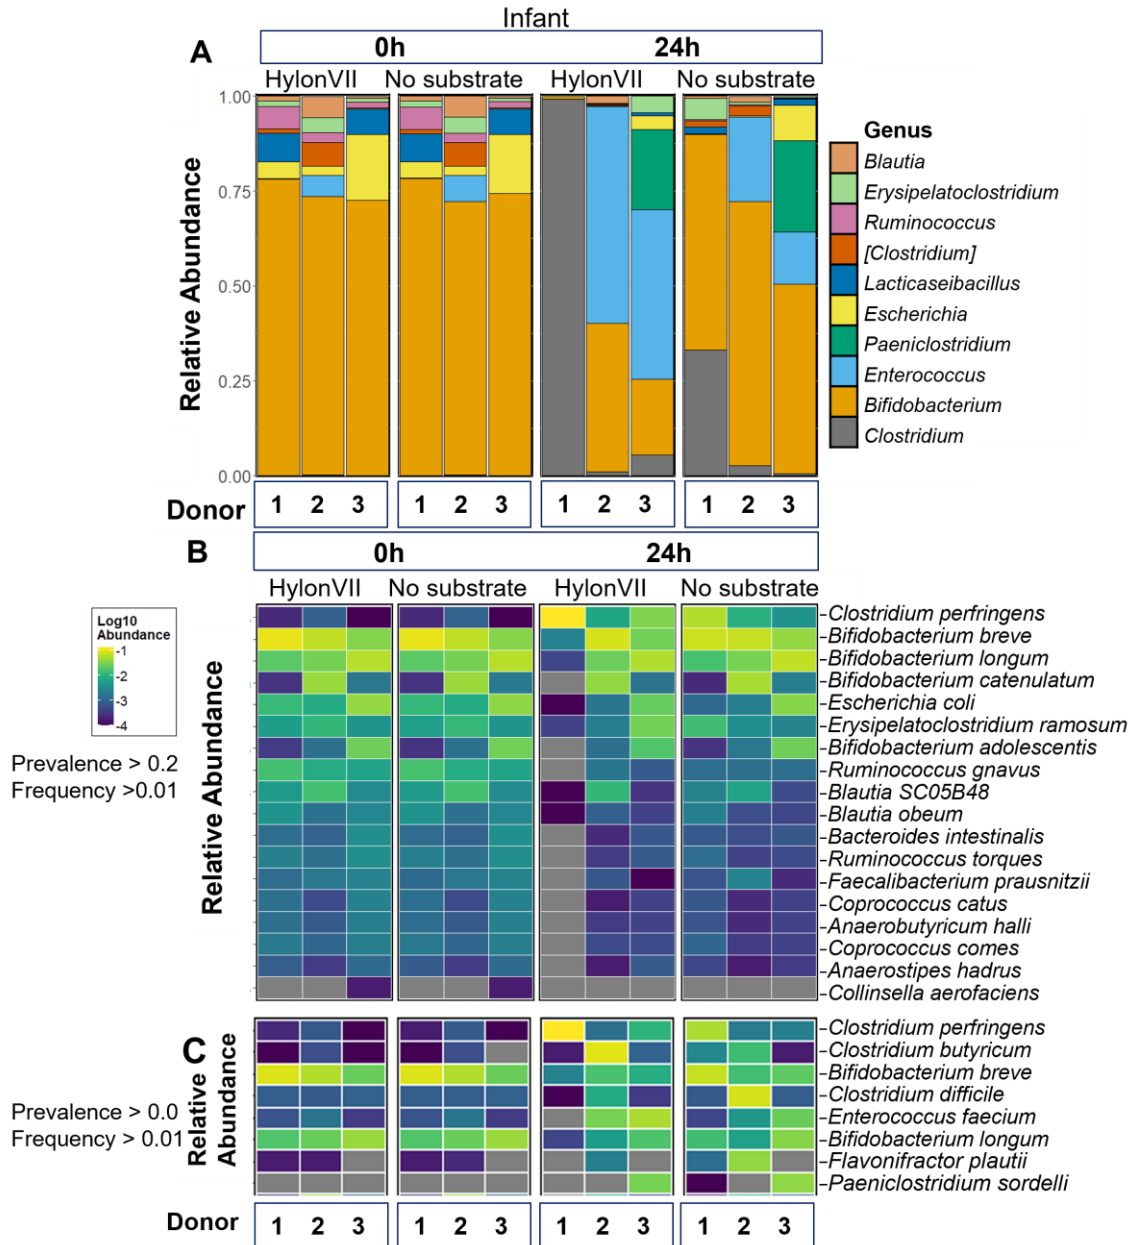 Infant
A
0h 24h
HylonVII No substrate HylonVII No substrate
Relative Abundance
1.00
0.75
0.50
0.25
0.00
Genus
Blautia
Erysipelatoclostridium
Ruminococcus
[Clostridium]
Lacticaseibacillus
Escherichia
Paeniclostridium
Enterococcus
Bifidobacterium
Clostridium
Donor 1 2 3 1 2 3 1 2 3 1 2 3
B
0h 24h
HylonVII No substrate HylonVII No substrate
Log10
Abundance
-1
-2
-3
-4
Prevalence > 0.2
Frequency >0.01
Relative Abundance
Clostridium perfringens
Bifidobacterium breve
Bifidobacterium longum
Bifidobacterium catenulatum
Escherichia coli
Erysipelatoclostridium ramosum
Bifidobacterium adolescentis
Ruminococcus gnavus
Blautia SC05B48
Blautia obeum
Bacteroides intestinalis
Ruminococcus torques
Faecalibacterium prausnitzii
Coprococcus catus
Anaerobutyricum halli
Coprococcus comes
Anaerostipes hadrus
Collinsella aerofaciens
C
Prevalence > 0.0
Frequency > 0.01
Relative
Abundance
Clostridium perfringens
Clostridium butyricum
Bifidobacterium breve
Clostridium difficile
Enterococcus faecium
Bifidobacterium longum
Flavonifractor plautii
Paeniclostridium sordelli
Donor 1 2 3 1 2 3 1 2 3 1 2 3